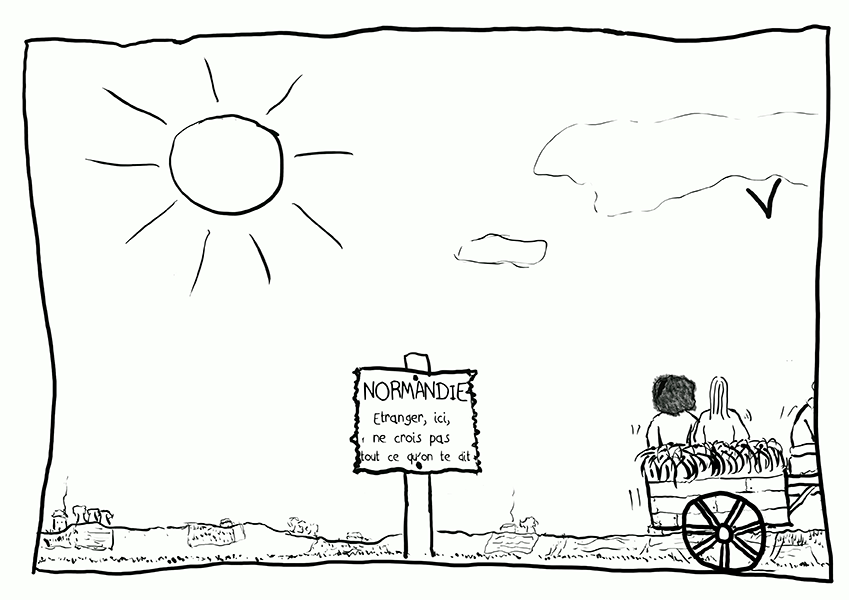 NORMANDIE
Etranger, ici,
ne crois pas
tout ce qu'on te dit